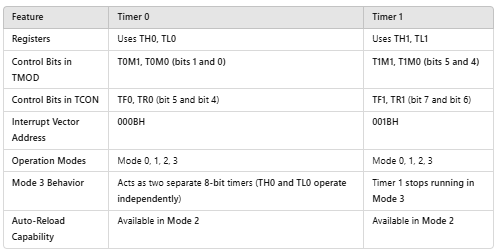 Feature Timer 0 Timer 1
Registers Uses TH0, TL0 Uses TH1, TL1
Control Bits in T0M1, T0M0 (bits 1 and 0) T1M1, T1M0 (bits 5 and 4)
TMOD
Control Bits in TCON TF0, TR0 (bit 5 and bit 4) TF1, TR1 (bit 7 and bit 6)
Interrupt Vector 000BH 001BH
Address
Operation Modes Mode 0, 1, 2, 3 Mode 0, 1, 2, 3
Mode 3 Behavior Acts as two separate 8-bit timers (TH0 and TL0 operate Timer 1 stops running in
independently) Mode 3
Auto-Reload Available in Mode 2 Available in Mode 2
Capability